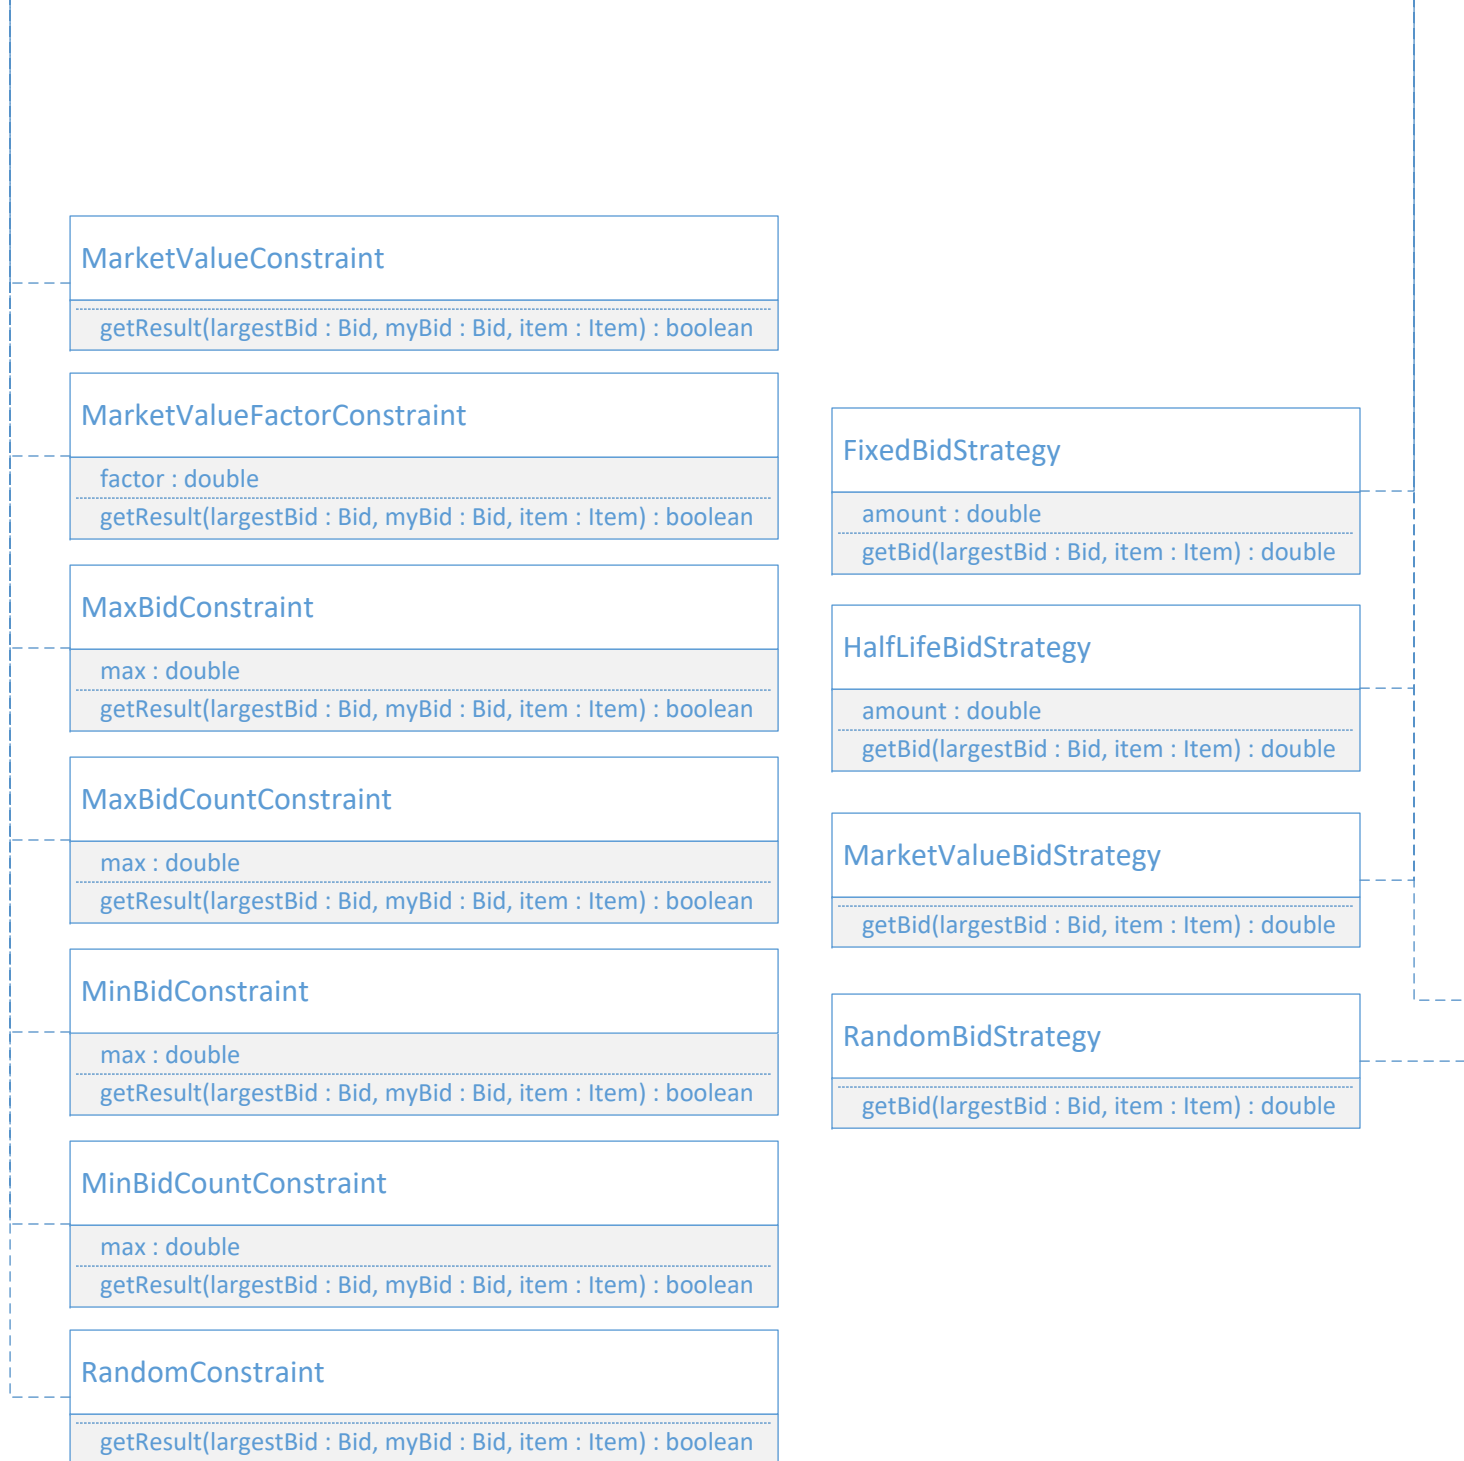 MarketValueConstraint
getResult(largestBid : Bid, myBid : Bid, item : Item) : boolean
MarketValueFactorConstraint
factor : double
getResult(largestBid : Bid, myBid : Bid, item : Item) : boolean
MaxBidConstraint
max : double
getResult(largestBid : Bid, myBid : Bid, item : Item) : boolean
MaxBidCountConstraint
max : double
getResult(largestBid : Bid, myBid : Bid, item : Item) : boolean
MinBidConstraint
max : double
getResult(largestBid : Bid, myBid : Bid, item : Item) : boolean
MinBidCountConstraint
max : double
getResult(largestBid : Bid, myBid : Bid, item : Item) : boolean
RandomConstraint
getResult(largestBid : Bid, myBid : Bid, item : Item) : boolean
FixedBidStrategy
amount : double
getBid(largestBid : Bid, item : Item) : double
HalfLifeBidStrategy
amount : double
getBid(largestBid : Bid, item : Item) : double
MarketValueBidStrategy
getBid(largestBid : Bid, item : Item) : double
RandomBidStrategy
getBid(largestBid : Bid, item : Item) : double